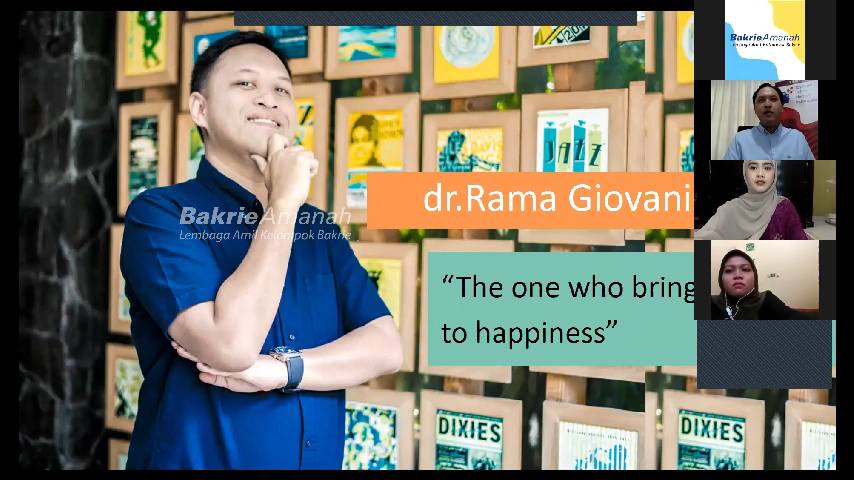 BakrieAmanah
JAZZ
dr.Rama Giovani
BakrieAmanah
Lembaga Amil Kelompok Bakrie
“The one who bring
to happiness”
DIXIES
DIXIES